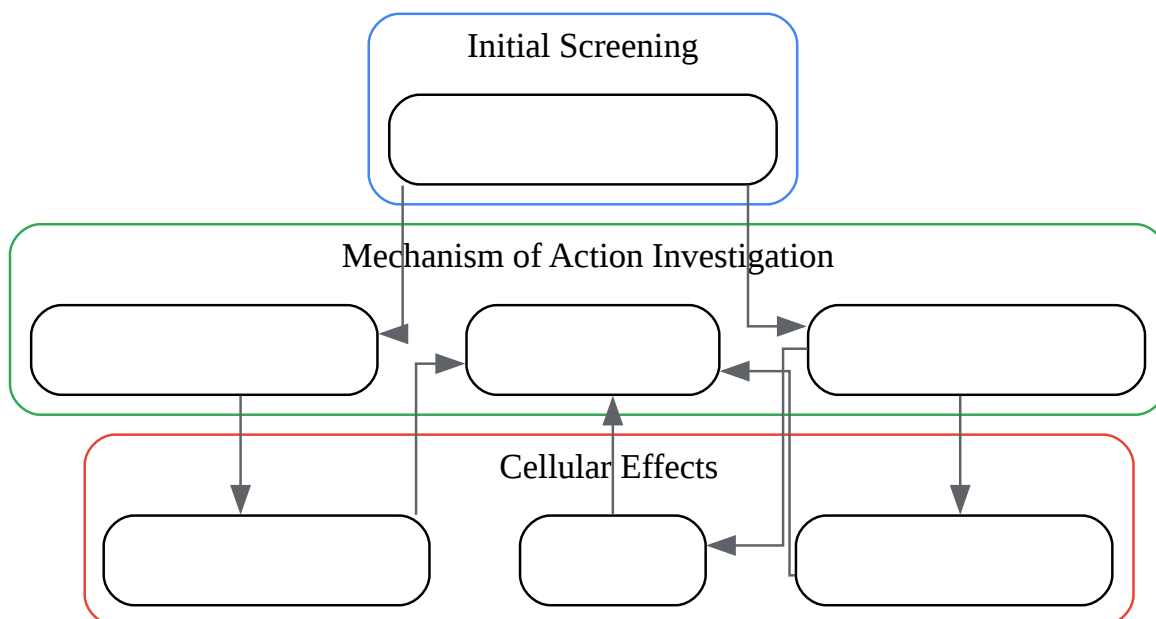 Initial Screening
Mechanism of Action Investigation
Cellular Effects